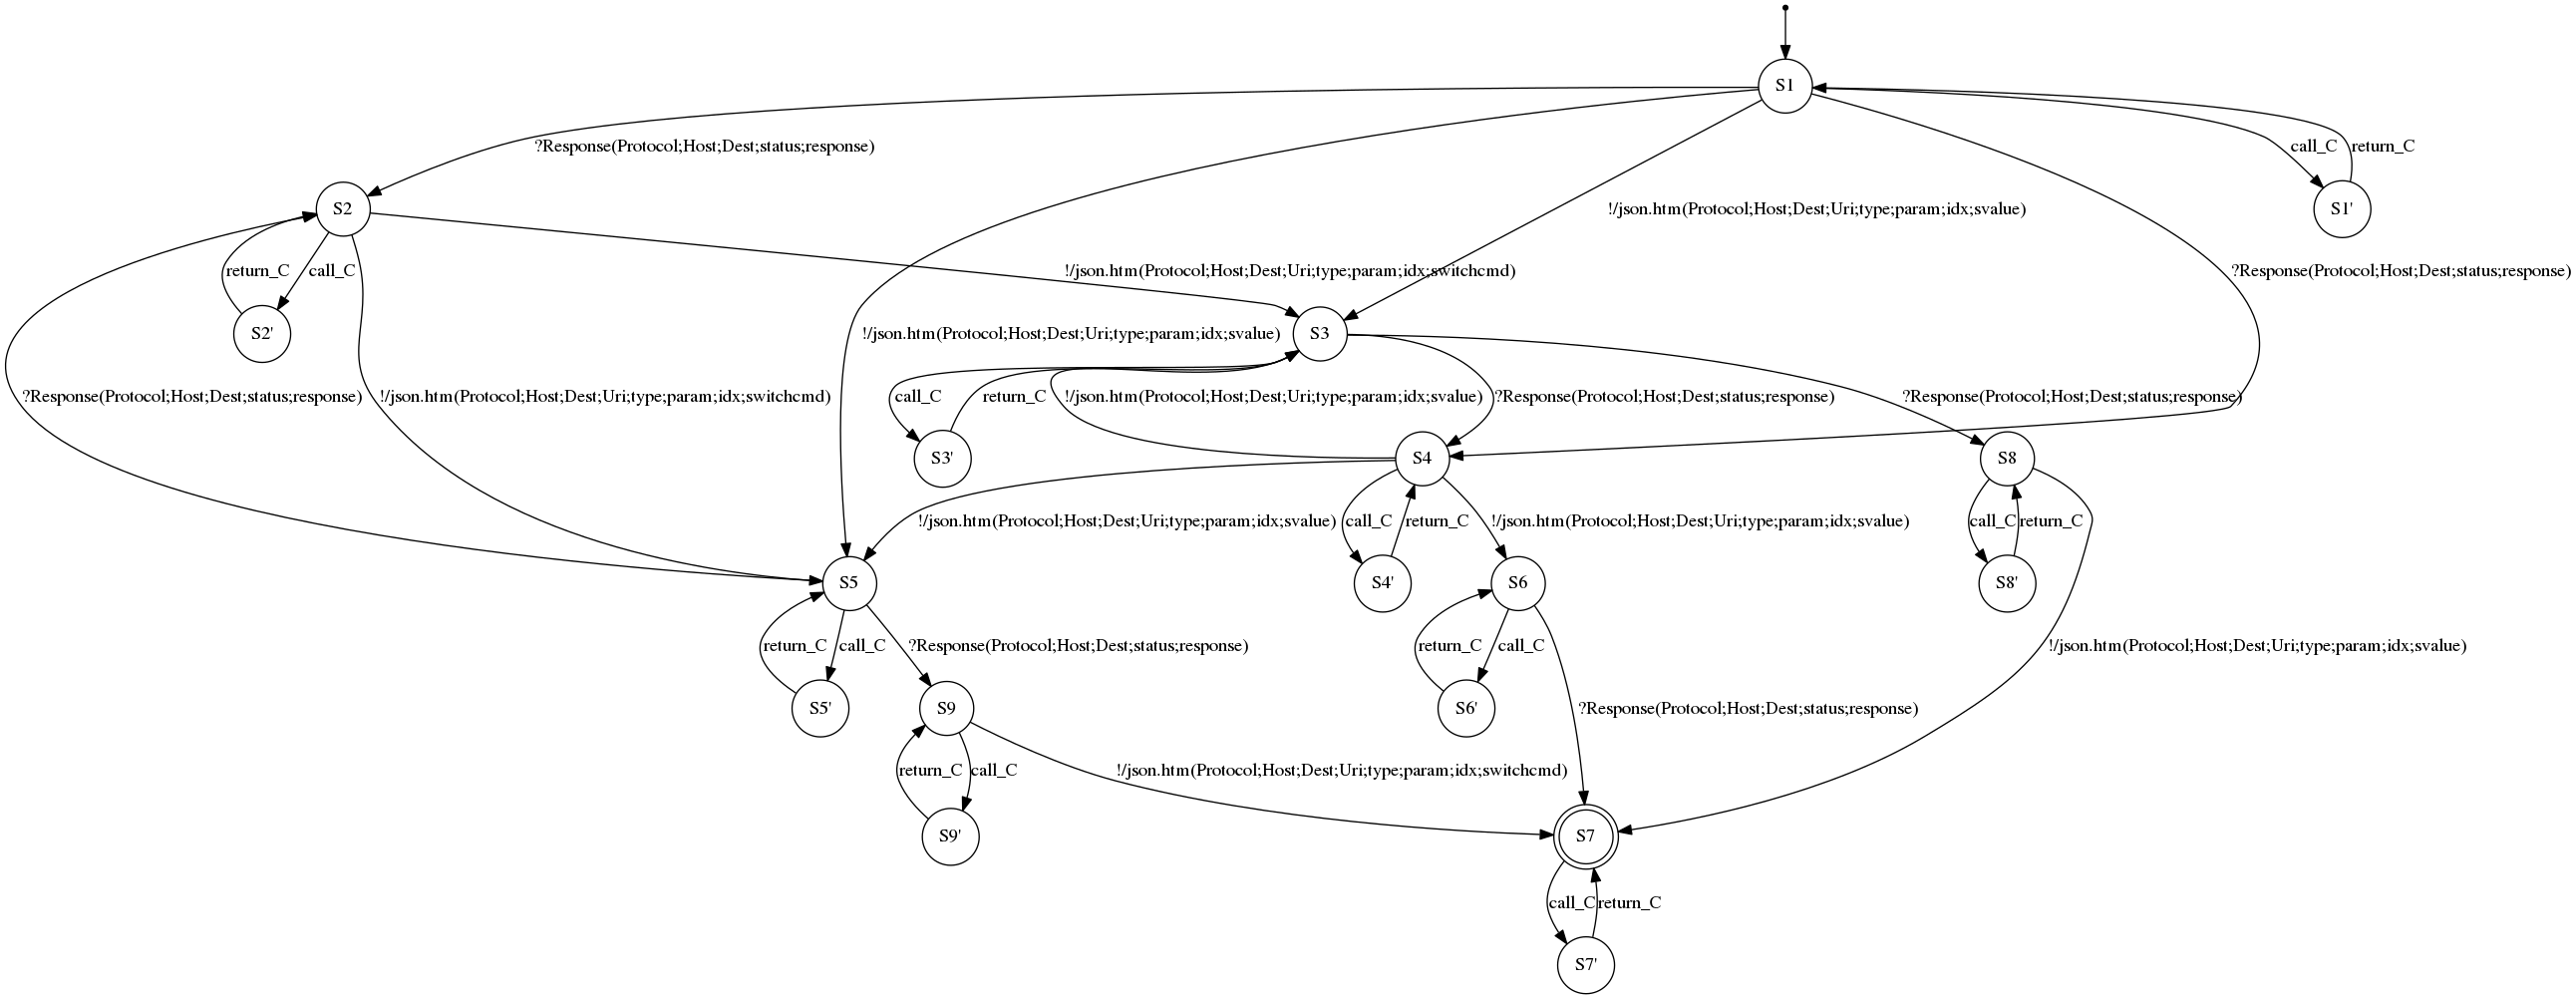 S1
?Response(Protocol;Host;Dest;status;response)
call_C
return_C
S2
!/json.htm(Protocol;Host;Dest;Uri;type;param;idx;svalue)
S1'
return_C
call_C
!/json.htm(Protocol;Host;Dest;Uri;type;param;idx;switchcmd)
?Response(Protocol;Host;Dest;status;response)
S2'
!/json.htm(Protocol;Host;Dest;Uri;type;param;idx;svalue)
S3
?Response(Protocol;Host;Dest;status;response)
!/json.htm(Protocol;Host;Dest;Uri;type;param;idx;switchcmd)
call_C
return_C
!/json.htm(Protocol;Host;Dest;Uri;type;param;idx;svalue)
?Response(Protocol;Host;Dest;status;response)
?Response(Protocol;Host;Dest;status;response)
S3'
S4
S8
!/json.htm(Protocol;Host;Dest;Uri;type;param;idx;svalue)
call_C
return_C
!/json.htm(Protocol;Host;Dest;Uri;type;param;idx;svalue)
call_C
return_C
S5
S4'
S6
S8'
return_C
call_C
?Response(Protocol;Host;Dest;status;response)
return_C
call_C
!/json.htm(Protocol;Host;Dest;Uri;type;param;idx;svalue)
S5'
S9
S6'
?Response(Protocol;Host;Dest;status;response)
return_C
call_C
!/json.htm(Protocol;Host;Dest;Uri;type;param;idx;switchcmd)
S9'
S7
call_C
return_C
S7'